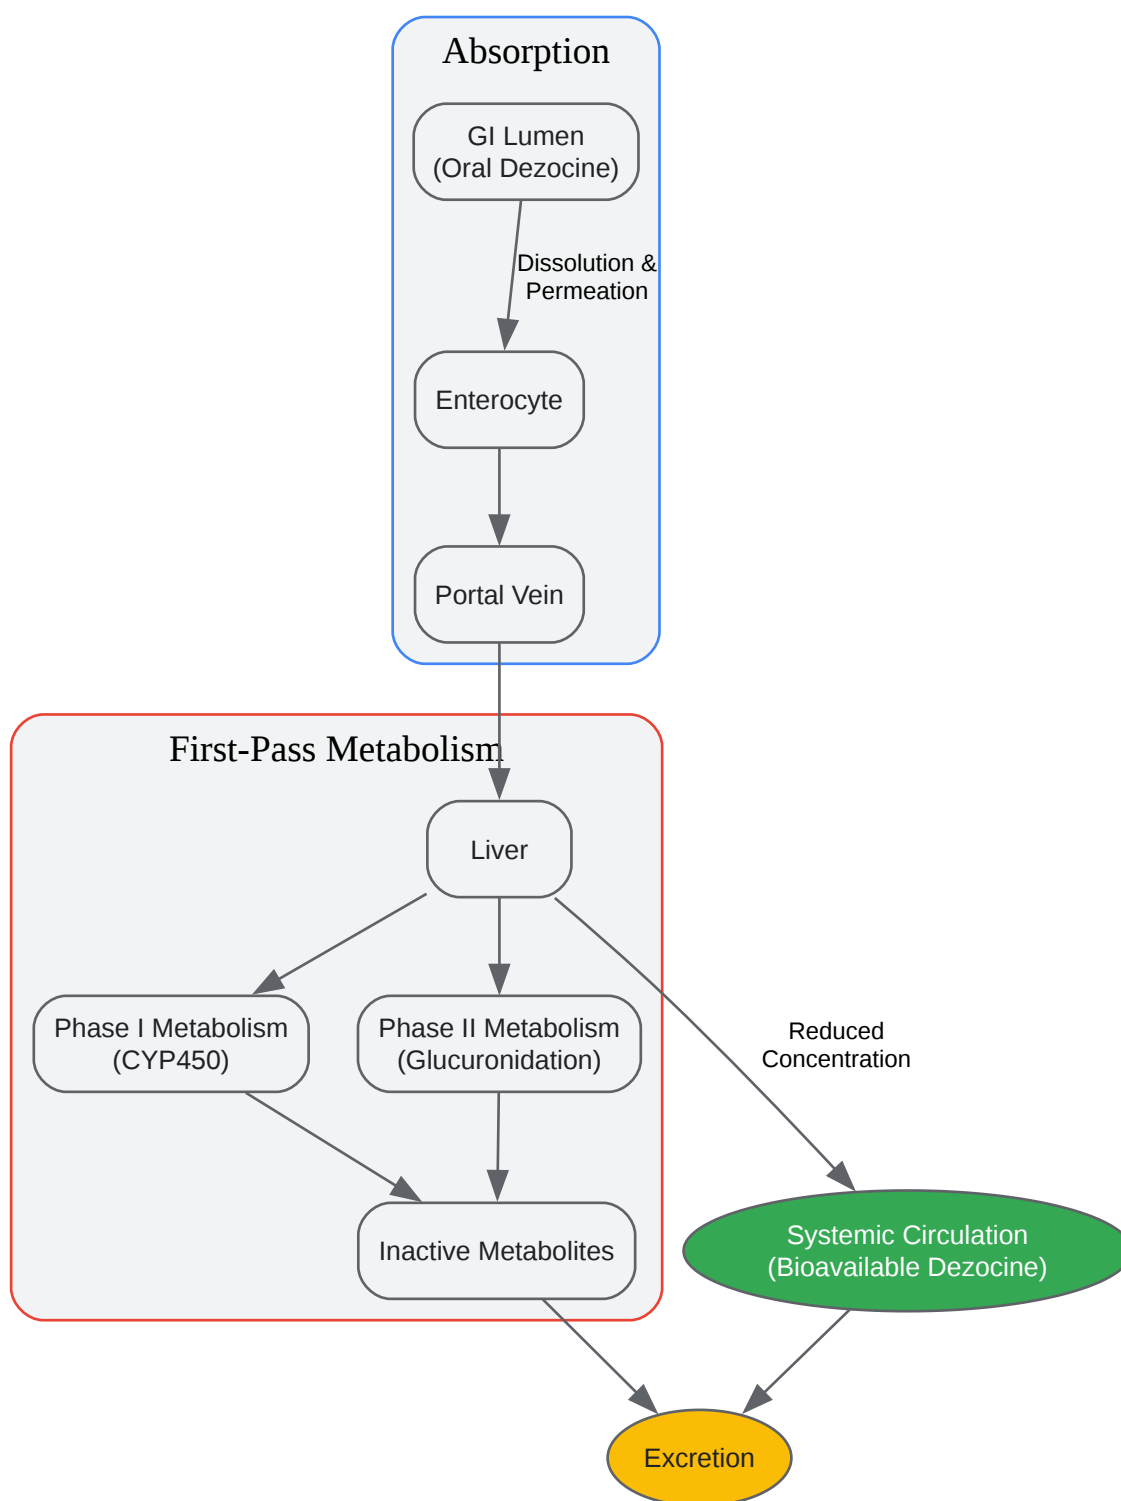 Absorption
GI Lumen
(Oral Dezocine)
Dissolution &
Permeation
Enterocyte
Portal Vein
First-Pass Metabolism
Liver
Phase I Metabolism
(CYP450)
Phase II Metabolism
(Glucuronidation)
Reduced
Concentration
Inactive Metabolites
Systemic Circulation
(Bioavailable Dezocine)
Excretion